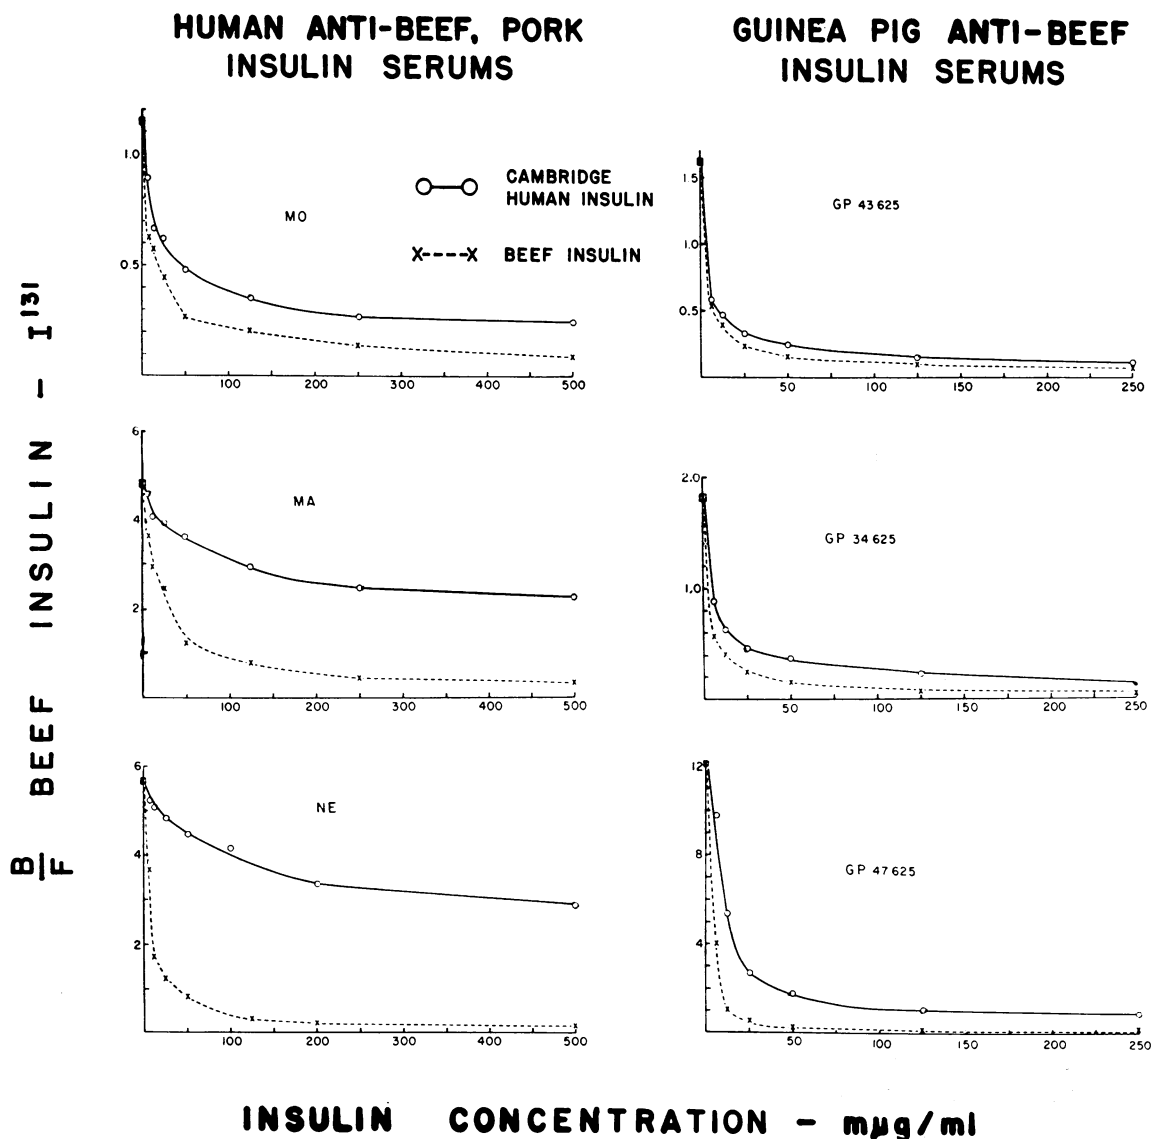 HUMAN ANTI-BEEF, PORK
INSULIN SERUMS
GUINEA PIG ANTI-BEEF
INSULIN SERUMS
B/F BEEF INSULIN - I131
1.0
0.5
MO
O—O CAMBRIDGE
HUMAN INSULIN
X----X BEEF INSULIN
100 200 300 400 500
1.5
1.0
0.5
GP 43625
50 100 150 200 250
6
4
2
MA
100 200 300 400 500
2.0
1.0
GP 34625
50 100 150 200 250
6
4
2
NE
100 200 300 400 500
12
8
4
GP 47625
50 100 150 200 250
INSULIN CONCENTRATION - mμg/ml